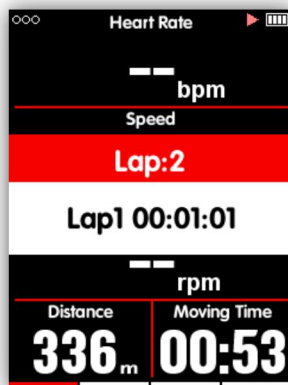 Heart Rate
-- bpm
Speed
Lap:2
Lap1 00:01:01
-- rpm
Distance Moving Time
336m 00:53